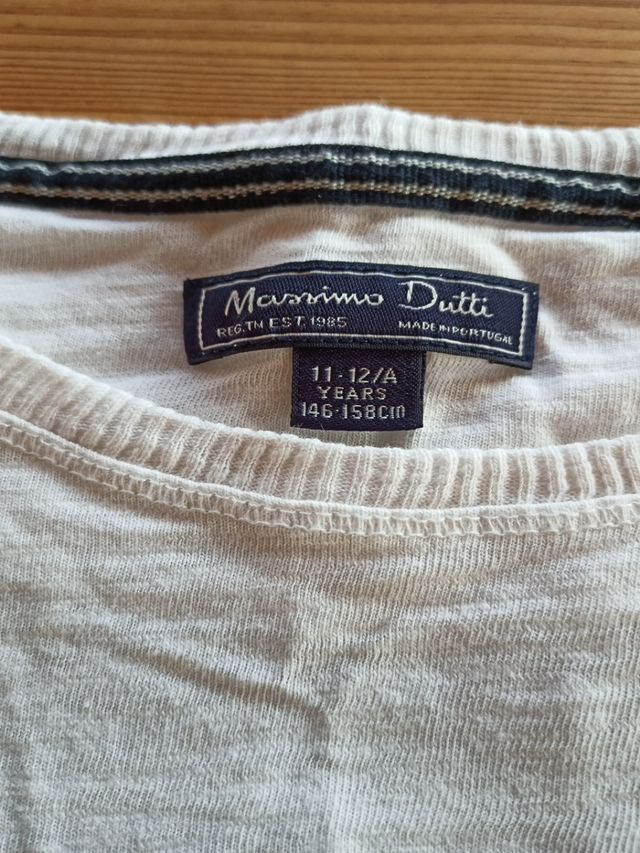 Massimo Dutti
REG.TM EST.1985 MADE IN PORTUGAL
11-12/A
YEARS
146-158cm